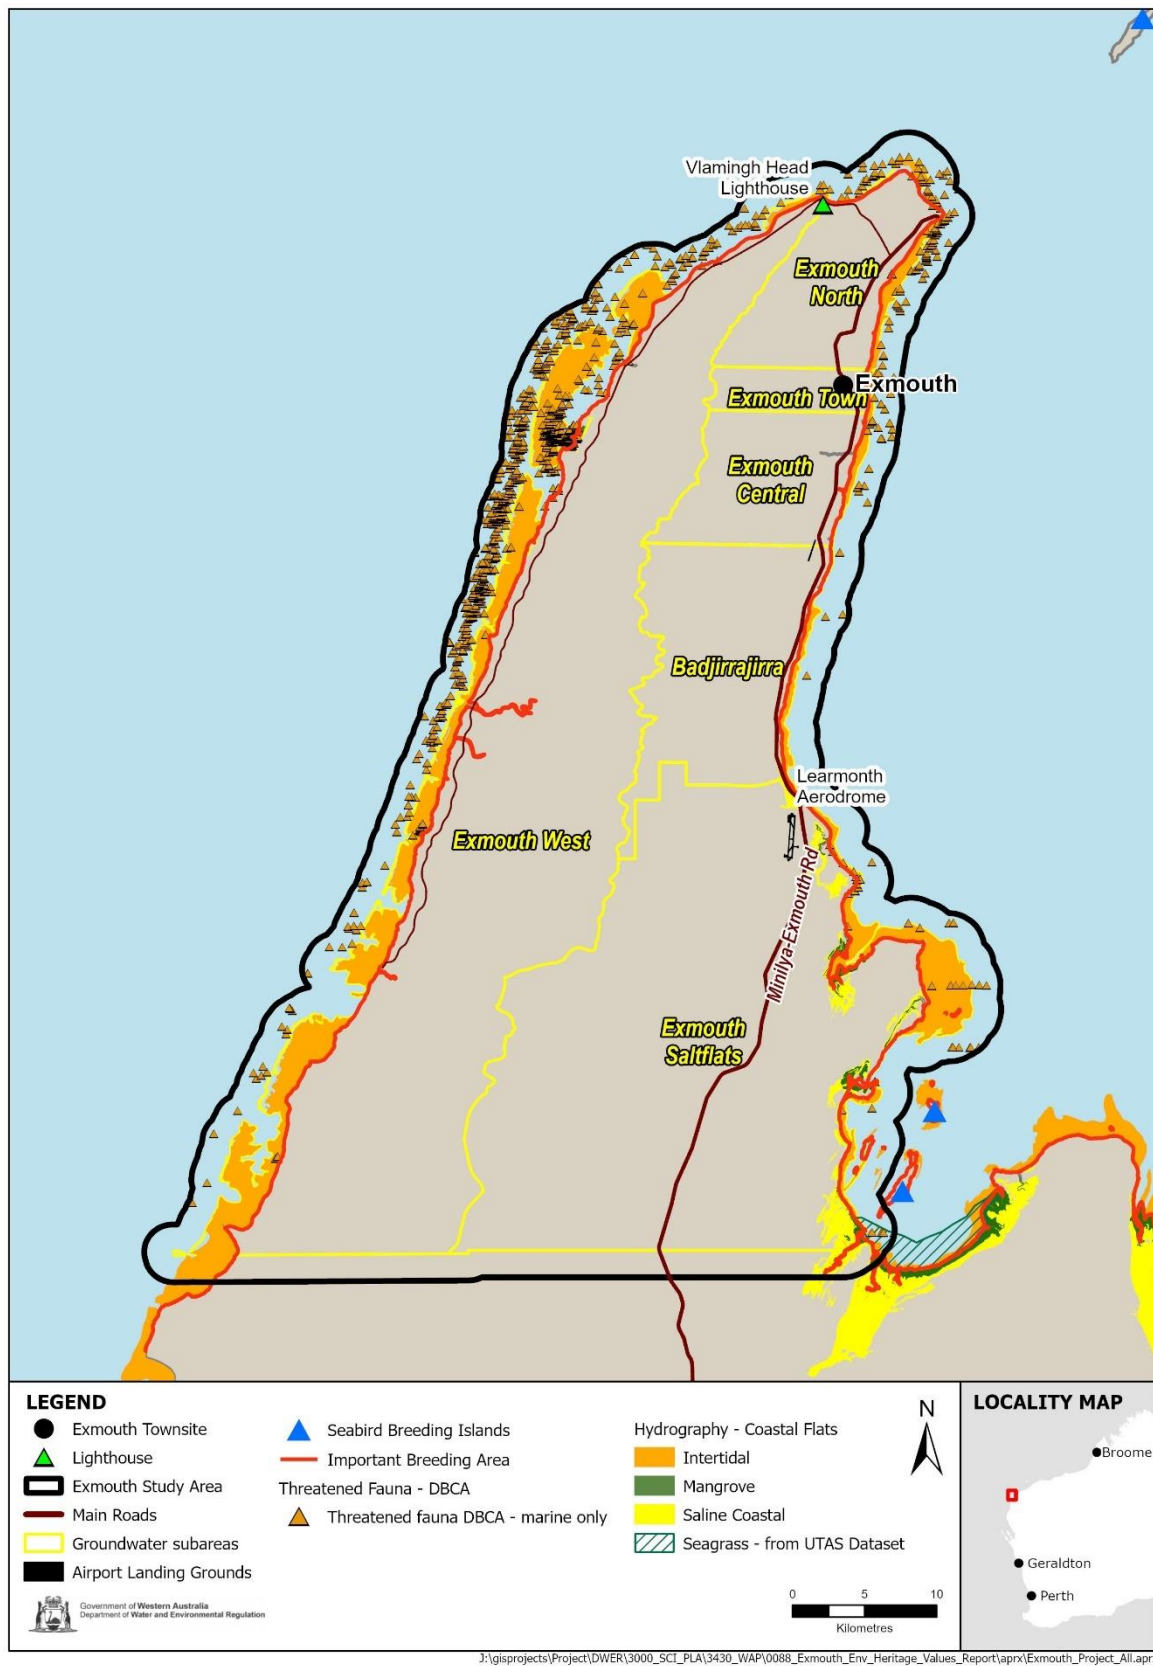 Vlamingh Head
Lighthouse
Exmouth
North
Exmouth
Exmouth Town
Exmouth
Central
Badjirrajirra
Learmonth
Aerodrome
Exmouth West
Minilya-Exmouth Rd
Exmouth
Saltflats
LEGEND
Exmouth Townsite
Lighthouse
Exmouth Study Area
Main Roads
Groundwater subareas
Airport Landing Grounds
Government of Western Australia
Department of Water and Environmental Regulation
Seabird Breeding Islands
Important Breeding Area
Threatened Fauna - DBCA
Threatened fauna DBCA - marine only
Hydrography - Coastal Flats
Intertidal
Mangrove
Saline Coastal
Seagrass - from UTAS Dataset
N
0 5 10
Kilometres
LOCALITY MAP
Broome
Geraldton
Perth
J:\gisprojects\Project\DWER\3000_SCI_PLA\3430_WAP\0088_Exmouth_Env_Heritage_Values_Report\aprx\Exmouth_Project_All.apr